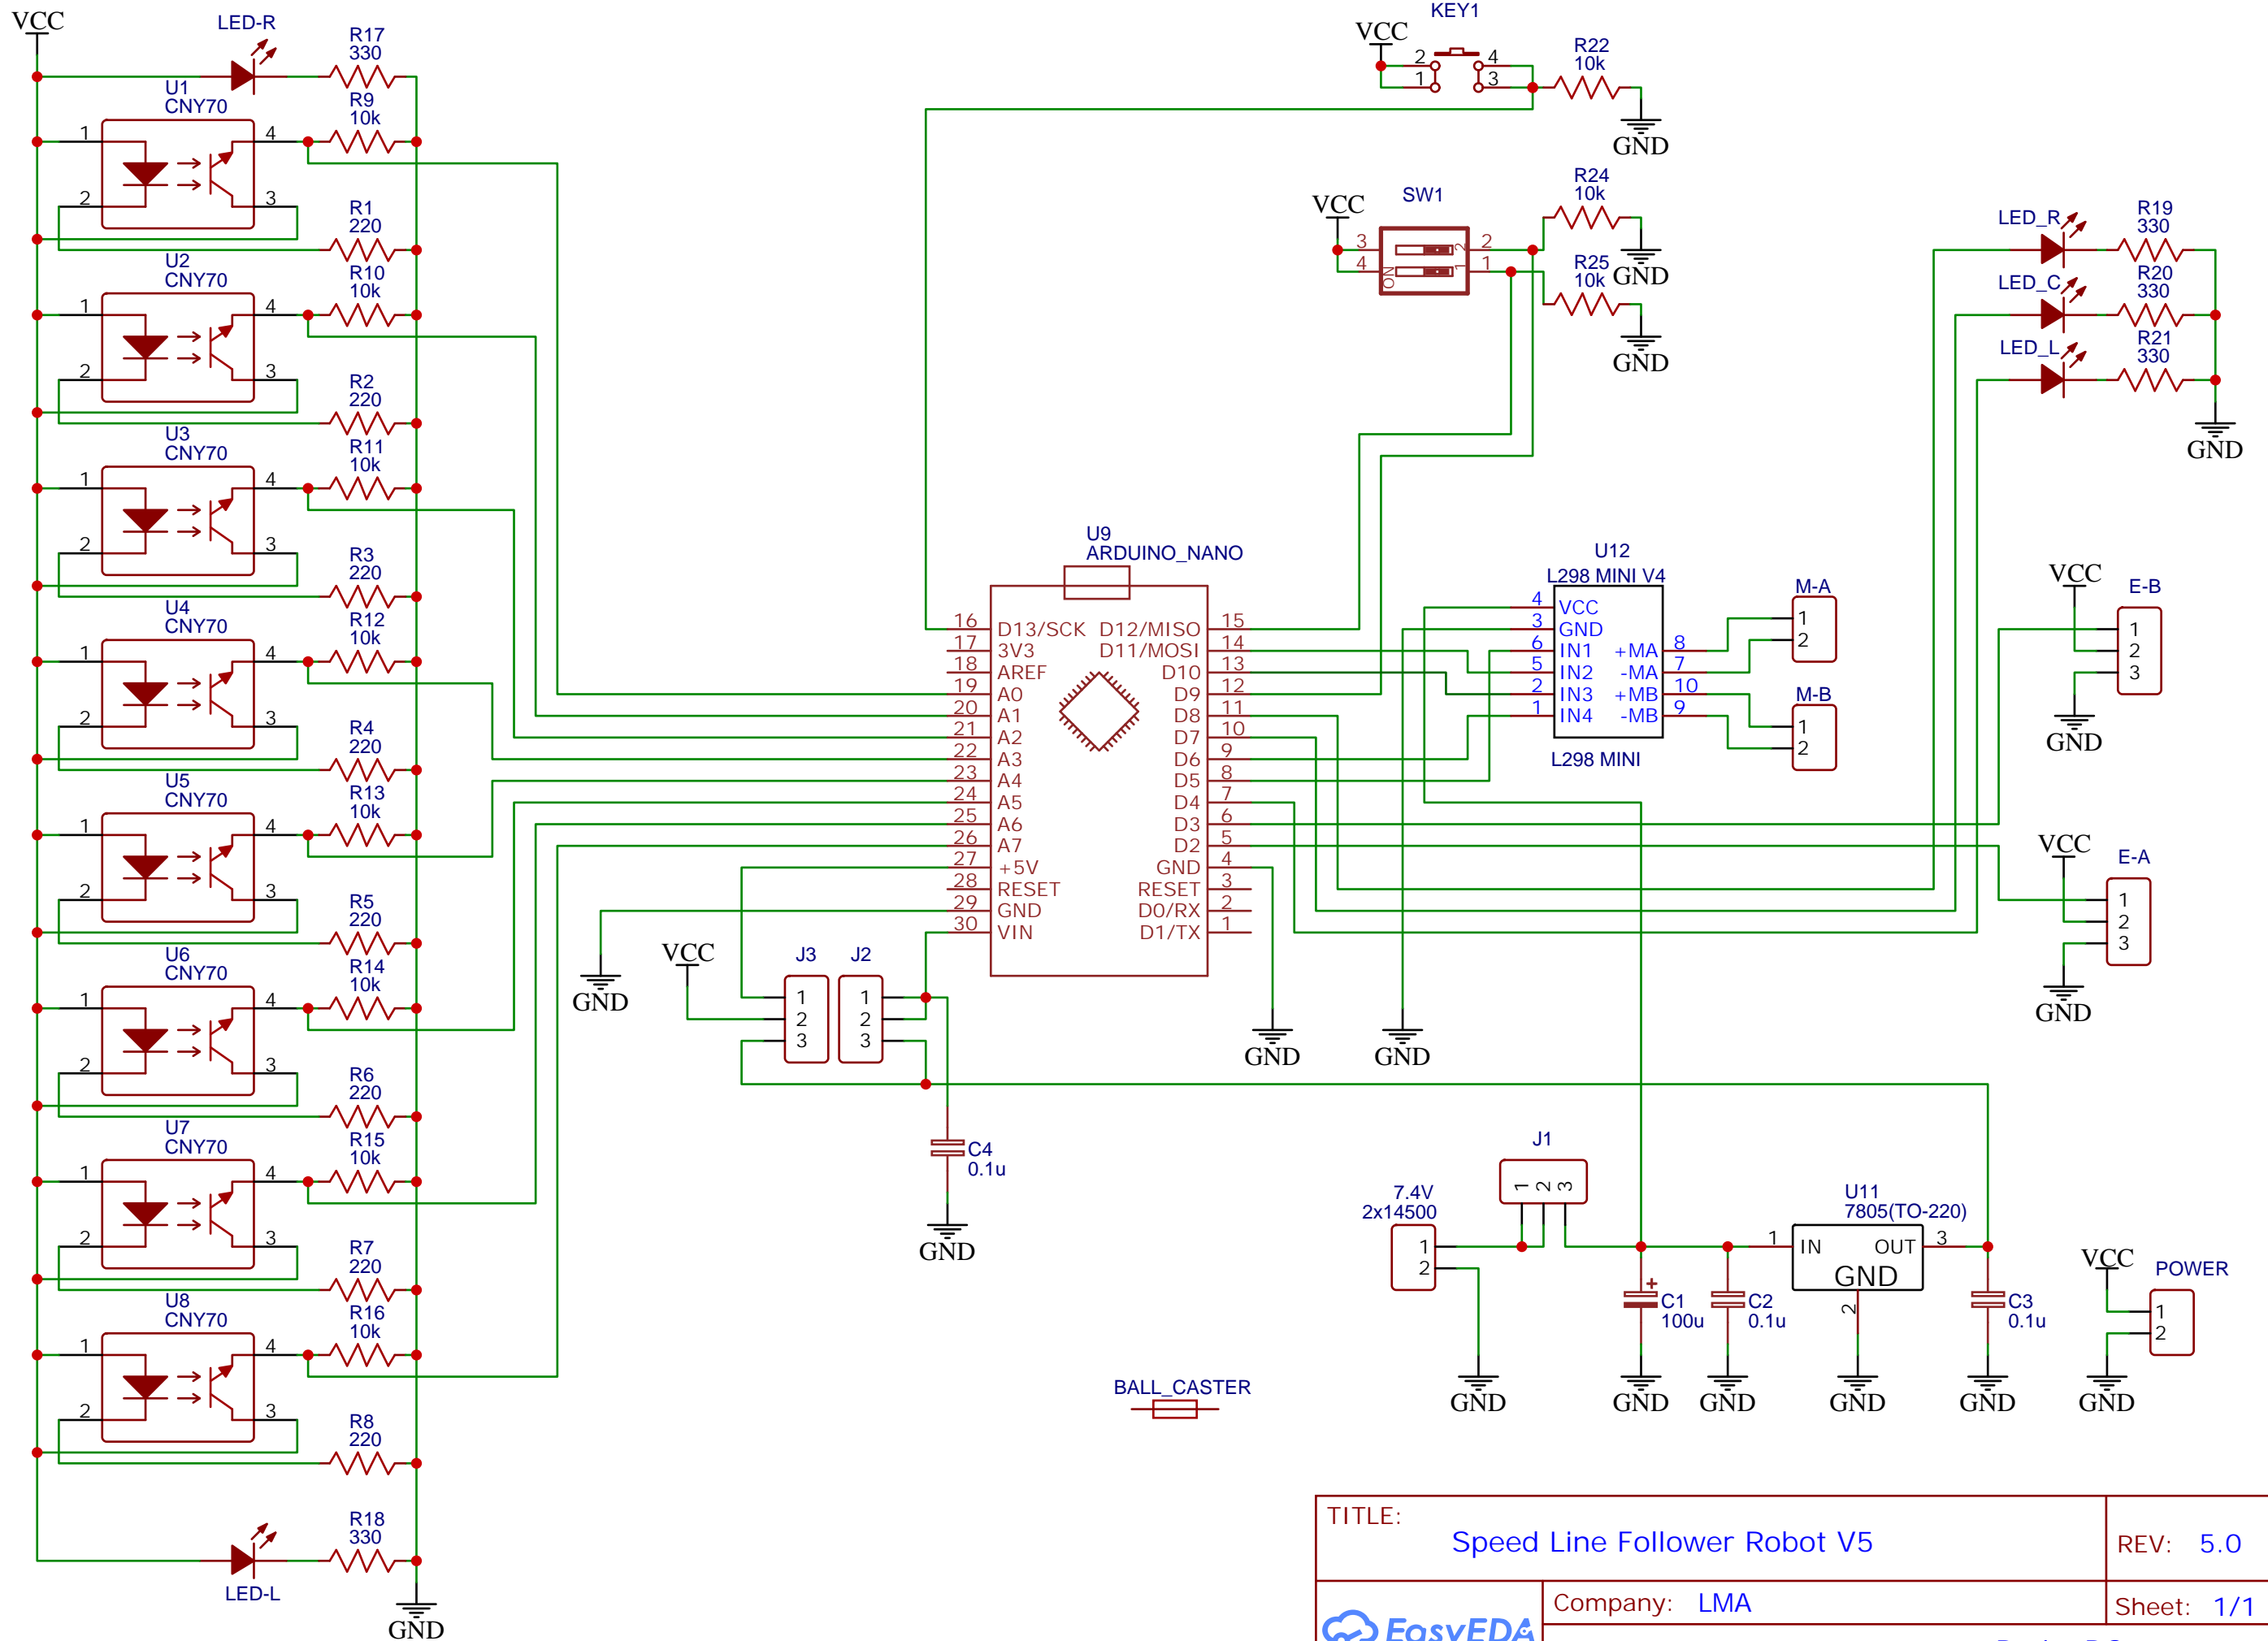 VCC
LED-R
R17
330
U1
CNY70
R9
10k
1
4
2
3
R1
220
U2
CNY70
R10
10k
1
4
2
3
R2
220
U3
CNY70
R11
10k
1
4
2
3
R3
220
U4
CNY70
R12
10k
1
4
2
3
R4
220
U5
CNY70
R13
10k
1
4
2
3
R5
220
U6
CNY70
R14
10k
1
4
2
3
R6
220
U7
CNY70
R15
10k
1
4
2
3
R7
220
U8
CNY70
R16
10k
1
4
2
3
R8
220
R18
330
LED-L
GND
KEY1
VCC
2
4
1
3
R22
10k
GND
SW1
VCC
3
2
4
1
ON
2
1
R24
10k
GND
R25
10k
GND
LED_R
R19
330
LED_C
R20
330
LED_L
R21
330
GND
U9
ARDUINO_NANO
16 D13/SCK D12/MISO 15
17 3V3 D11/MOSI 14
18 AREF D10 13
19 A0 D9 12
20 A1 D8 11
21 A2 D7 10
22 A3 D6 9
23 A4 D5 8
24 A5 D4 7
25 A6 D3 6
26 A7 D2 5
27 +5V GND 4
28 RESET RESET 3
29 GND D0/RX 2
30 VIN D1/TX 1
U12
L298 MINI V4
4 VCC
3 GND
6 IN1 +MA 8
5 IN2 -MA 7
2 IN3 +MB 10
1 IN4 -MB 9
L298 MINI
M-A
1
2
M-B
1
2
VCC
E-B
1
2
3
GND
VCC
E-A
1
2
3
GND
GND
VCC
J3
1
2
3
J2
1
2
3
GND
GND
C4
0.1u
GND
J1
1 2 3
7.4V
2x14500
1
2
GND
C1
100u
+
GND
C2
0.1u
GND
U11
7805(TO-220)
1 IN OUT 3
GND
2
GND
C3
0.1u
GND
VCC
POWER
1
2
GND
BALL_CASTER
TITLE:
Speed Line Follower Robot V5
REV: 5.0
Company: LMA
Sheet: 1/1
EasyEDA